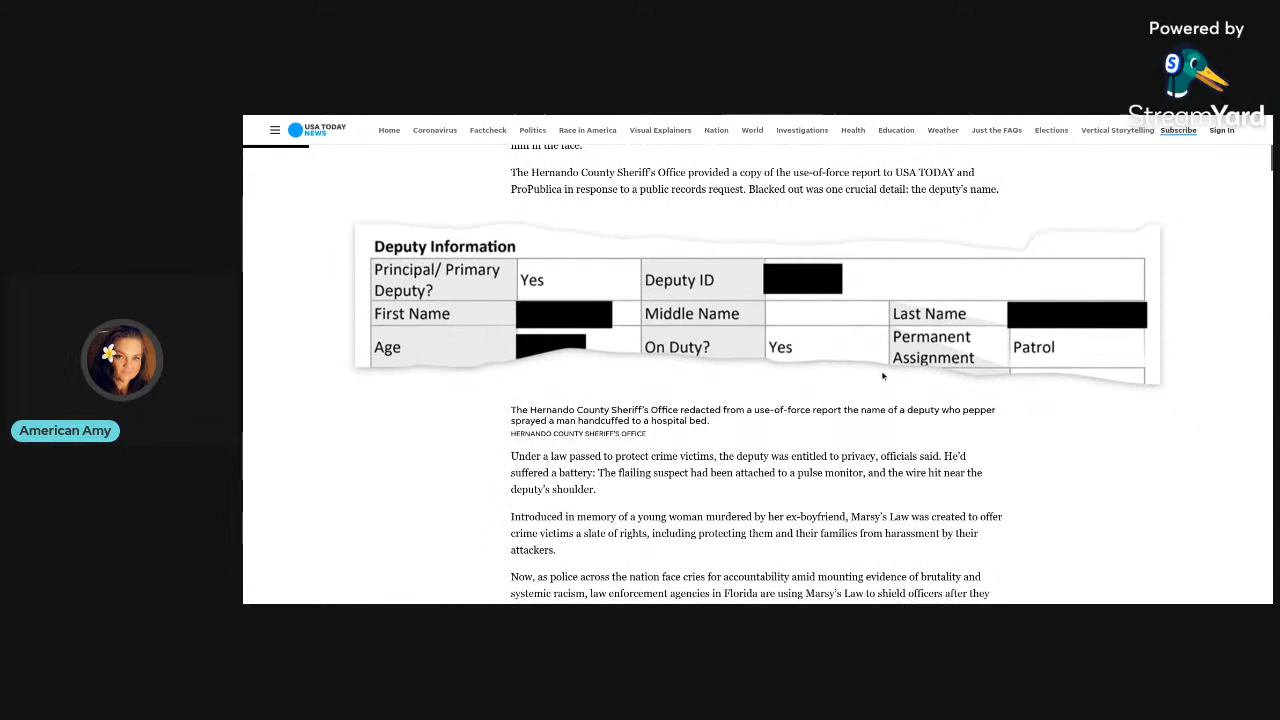 Powered by
S
StreamYard
USA TODAY
NEWS
Home Coronavirus Factcheck Politics Race in America Visual Explainers Nation World Investigations Health Education Weather Just the FAQs Elections Vertical Storytelling Subscribe Sign In
him in the face.
The Hernando County Sheriff's Office provided a copy of the use-of-force report to USA TODAY and
ProPublica in response to a public records request. Blacked out was one crucial detail: the deputy's name.
Deputy Information
Principal/ Primary
Deputy?
Yes
Deputy ID
First Name
Middle Name
Last Name
Age
On Duty?
Yes
Permanent
Assignment
Patrol
The Hernando County Sheriff's Office redacted from a use-of-force report the name of a deputy who pepper
sprayed a man handcuffed to a hospital bed.
HERNANDO COUNTY SHERIFF'S OFFICE
Under a law passed to protect crime victims, the deputy was entitled to privacy, officials said. He'd
suffered a battery: The flailing suspect had been attached to a pulse monitor, and the wire hit near the
deputy's shoulder.
Introduced in memory of a young woman murdered by her ex-boyfriend, Marsy's Law was created to offer
crime victims a slate of rights, including protecting them and their families from harassment by their
attackers.
Now, as police across the nation face cries for accountability amid mounting evidence of brutality and
systemic racism, law enforcement agencies in Florida are using Marsy's Law to shield officers after they
American Amy